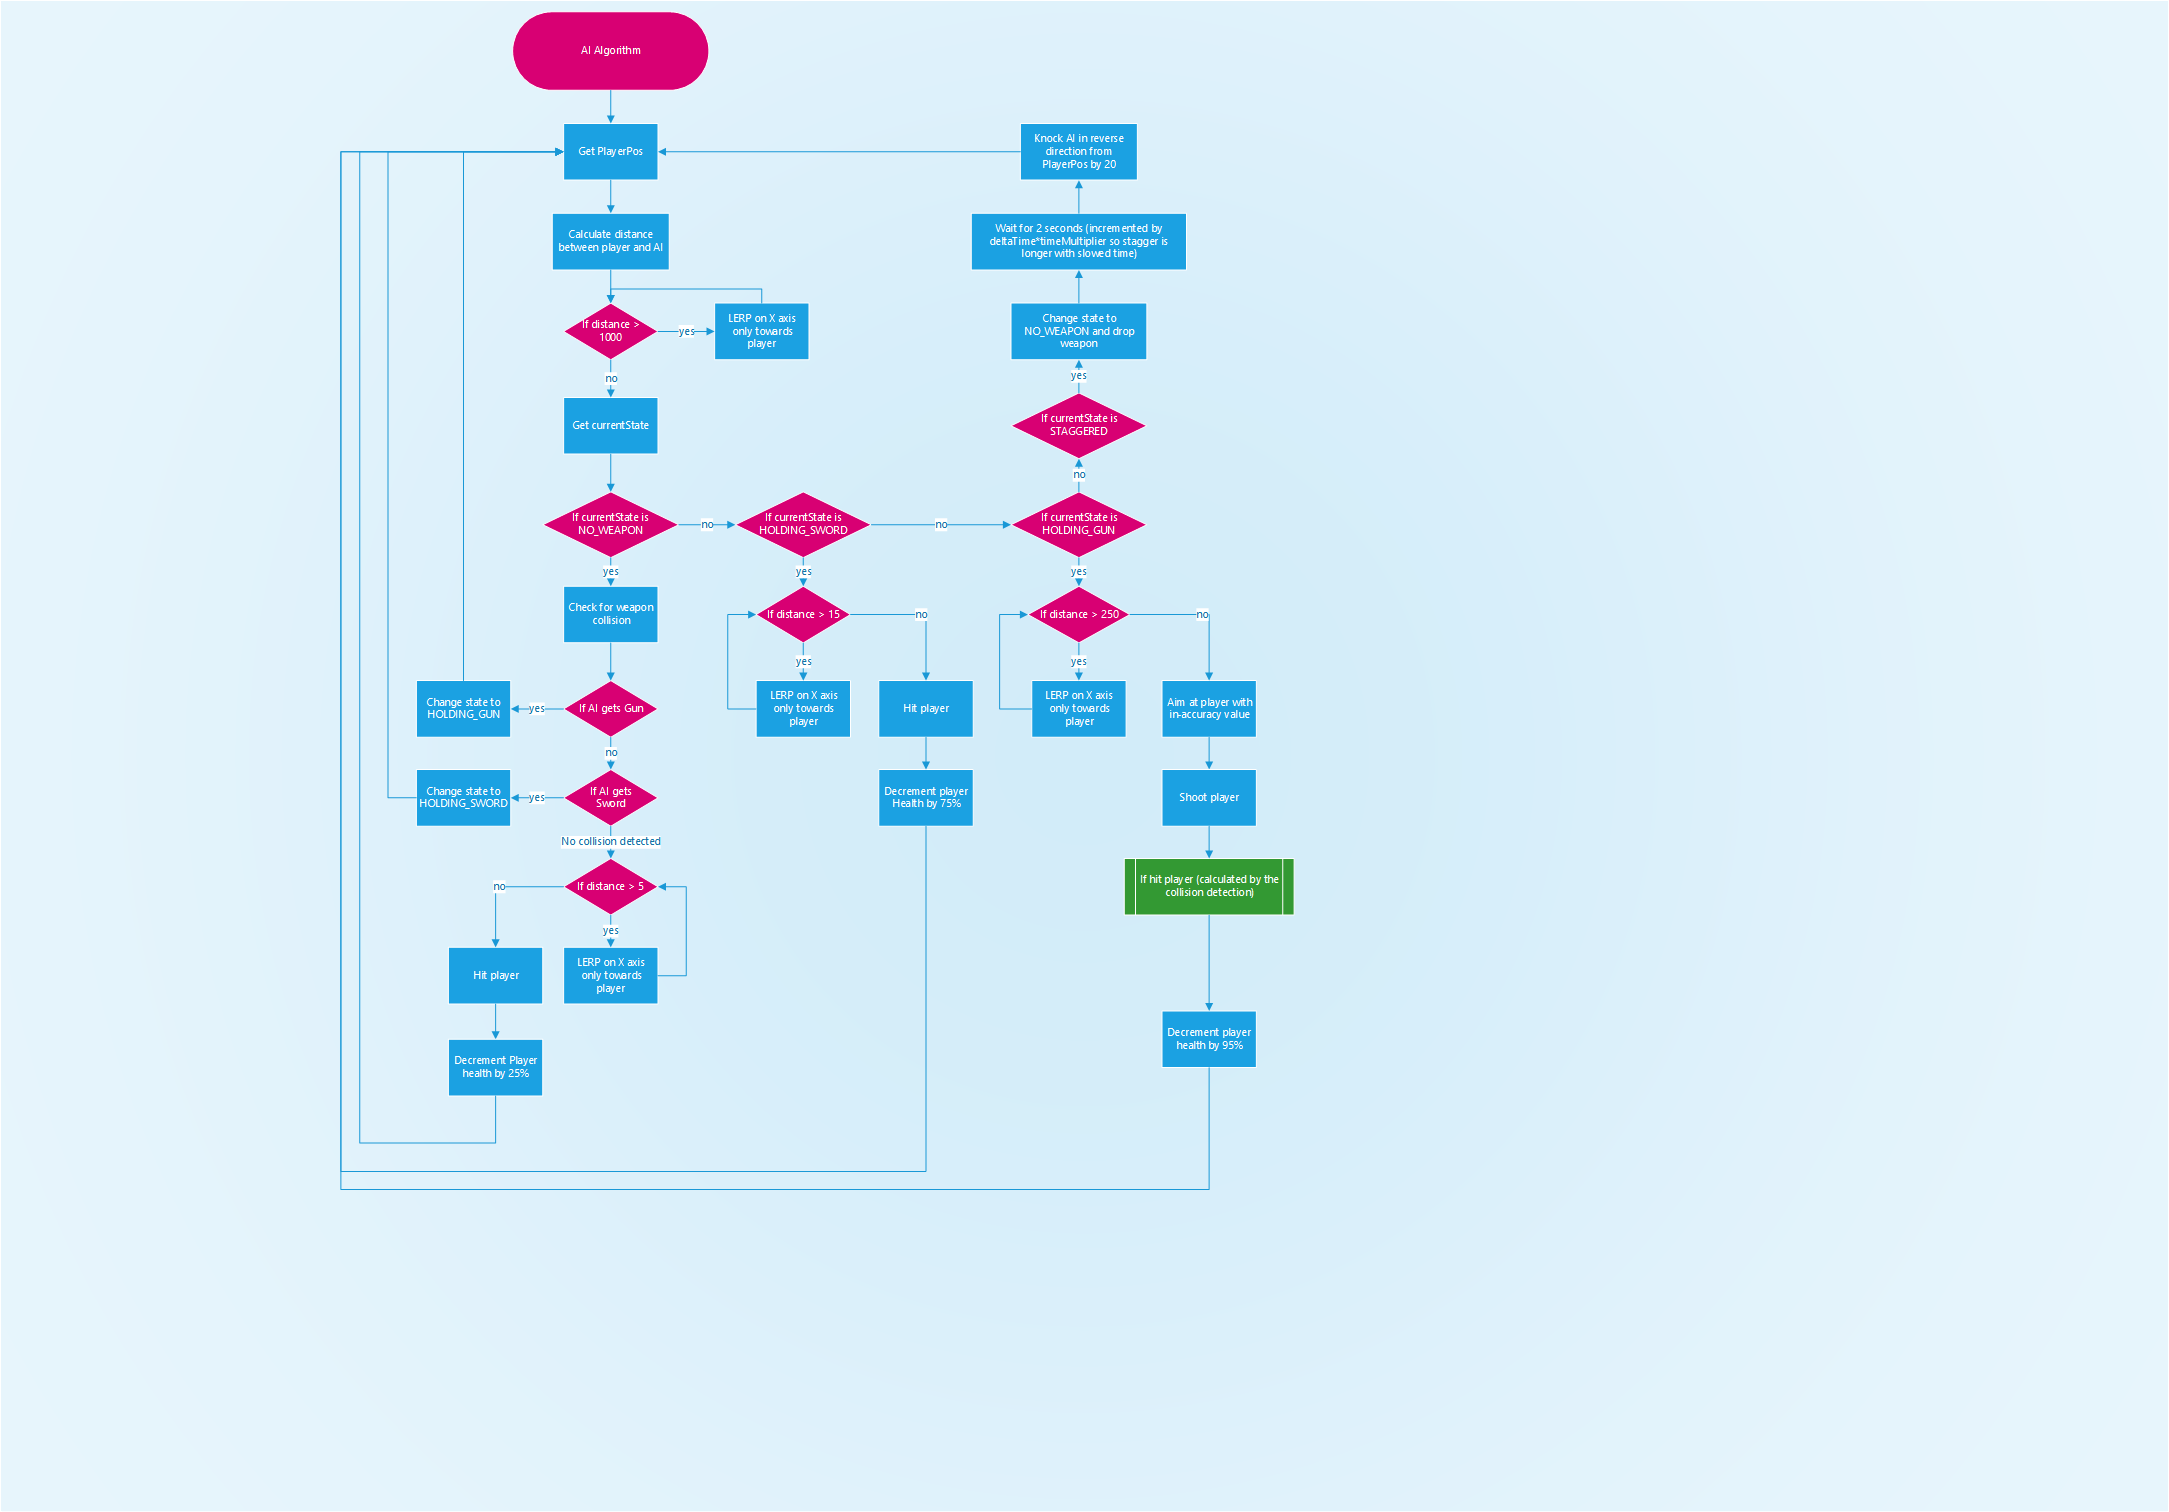 AI Algorithm
Get PlayerPos
Knock AI in reverse
direction from
PlayerPos by 20
Calculate distance
between player and AI
Wait for 2 seconds (incremented by
deltaTime*timeMultiplier so stagger is
longer with slowed time)
If distance >
1000
yes
LERP on X axis
only towards
player
Change state to
NO_WEAPON and drop
weapon
no
yes
Get currentState
If currentState is
STAGGERED
no
If currentState is
NO_WEAPON
no
If currentState is
HOLDING_SWORD
no
If currentState is
HOLDING_GUN
yes
yes
yes
Check for weapon
collision
If distance > 15
no
If distance > 250
no
yes
yes
Change state to
HOLDING_GUN
yes
If AI gets Gun
LERP on X axis
only towards
player
Hit player
LERP on X axis
only towards
player
Aim at player with
in-accuracy value
no
Change state to
HOLDING_SWORD
yes
If AI gets
Sword
Decrement player
Health by 75%
Shoot player
No collision detected
no
If distance > 5
If hit player (calculated by the
collision detection)
yes
Hit player
LERP on X axis
only towards
player
Decrement Player
health by 25%
Decrement player
health by 95%